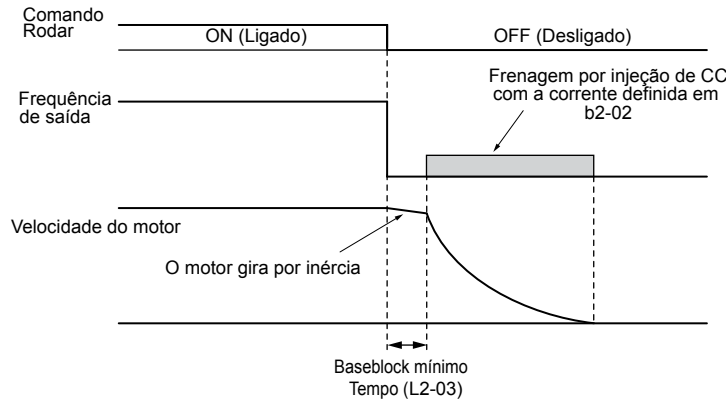 Comando
Rodar
ON (Ligado)
OFF (Desligado)
Frenagem por injeção de CC
com a corrente definida em
b2-02
Frequência
de saída
Velocidade do motor
O motor gira por inércia
Baseblock mínimo
Tempo (L2-03)